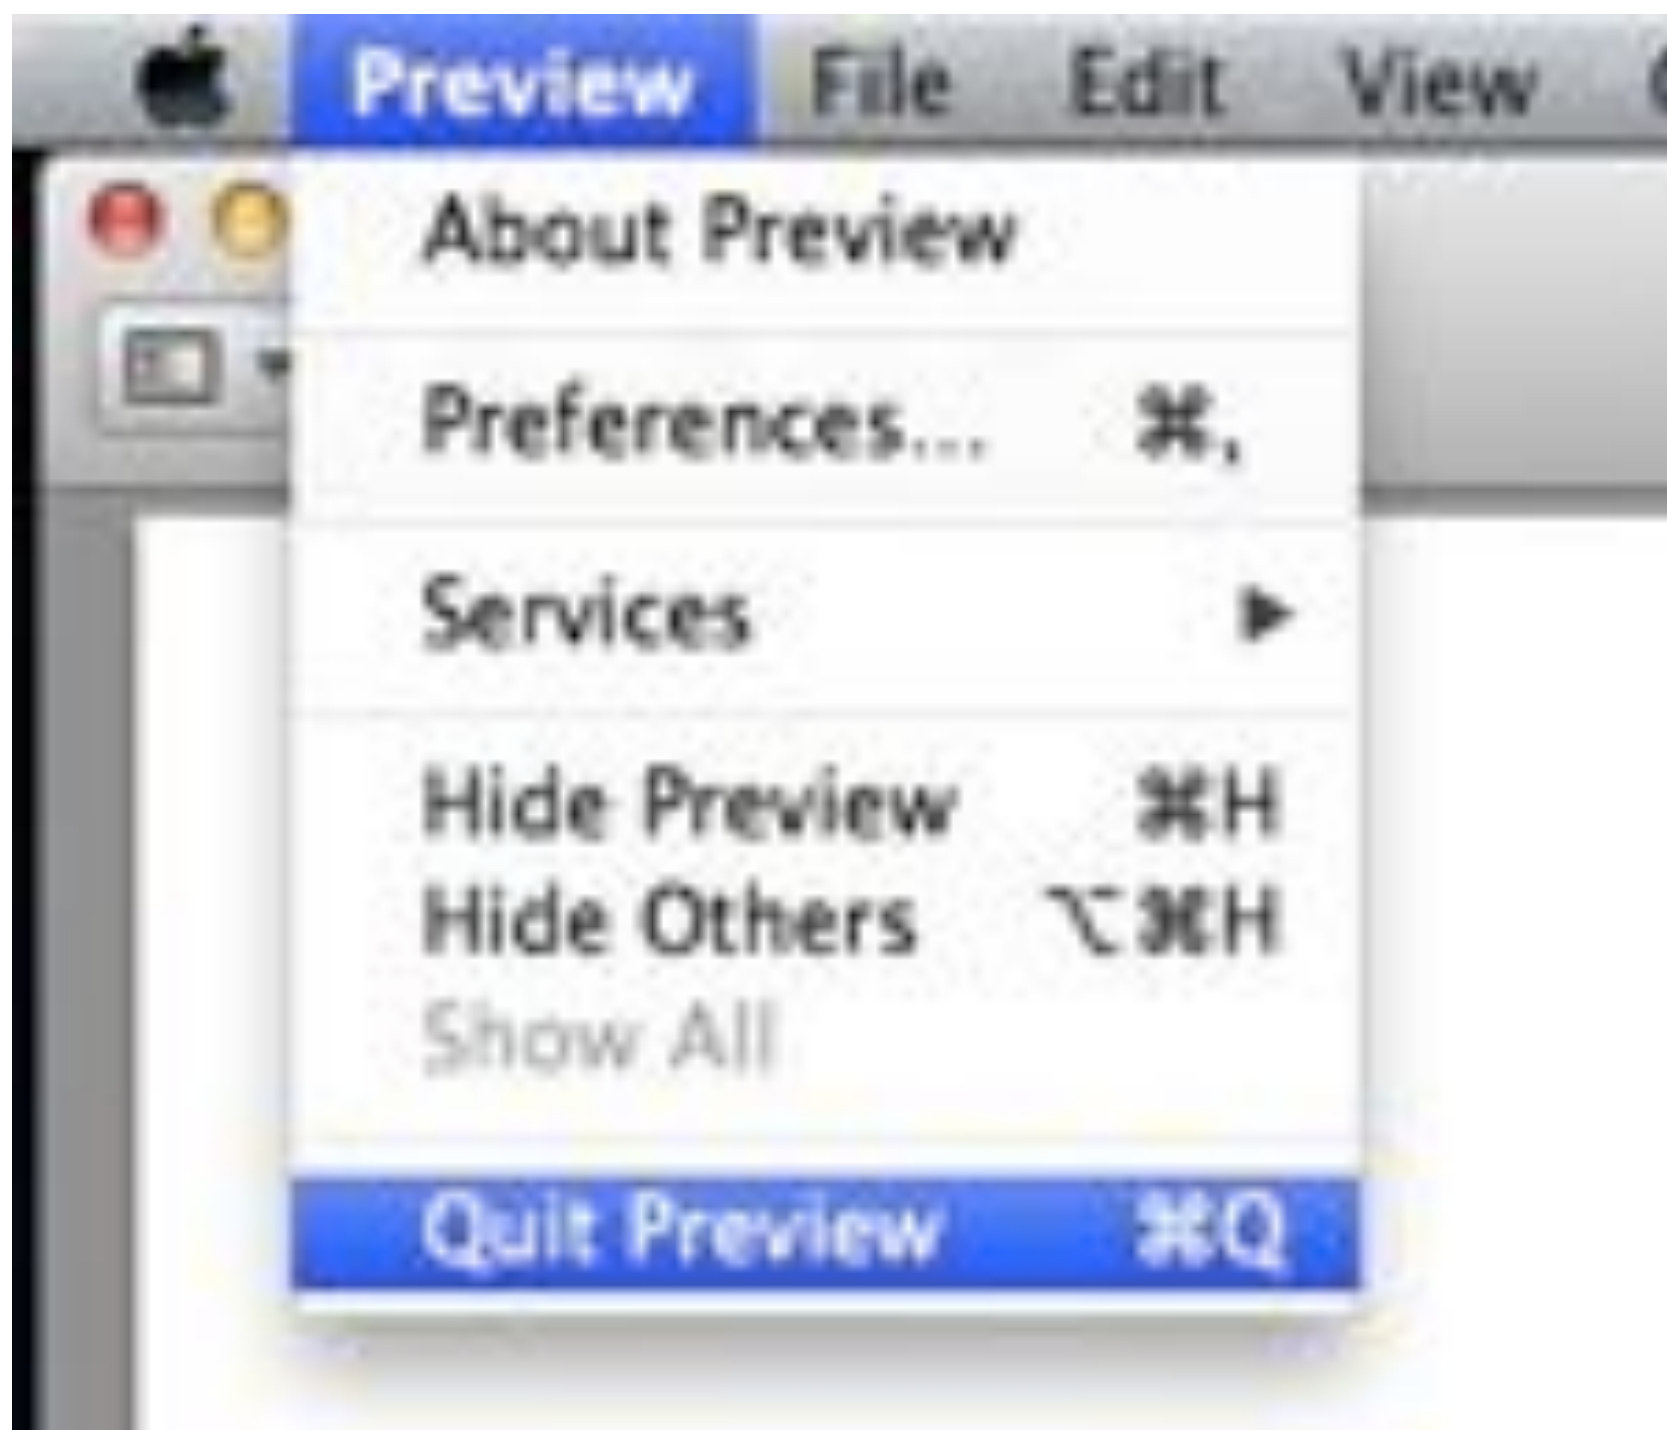 Preview File Edit View
About Preview
Preferences... ⌘,
Services ▶
Hide Preview ⌘H
Hide Others ⌥⌘H
Show All
Quit Preview ⌘Q